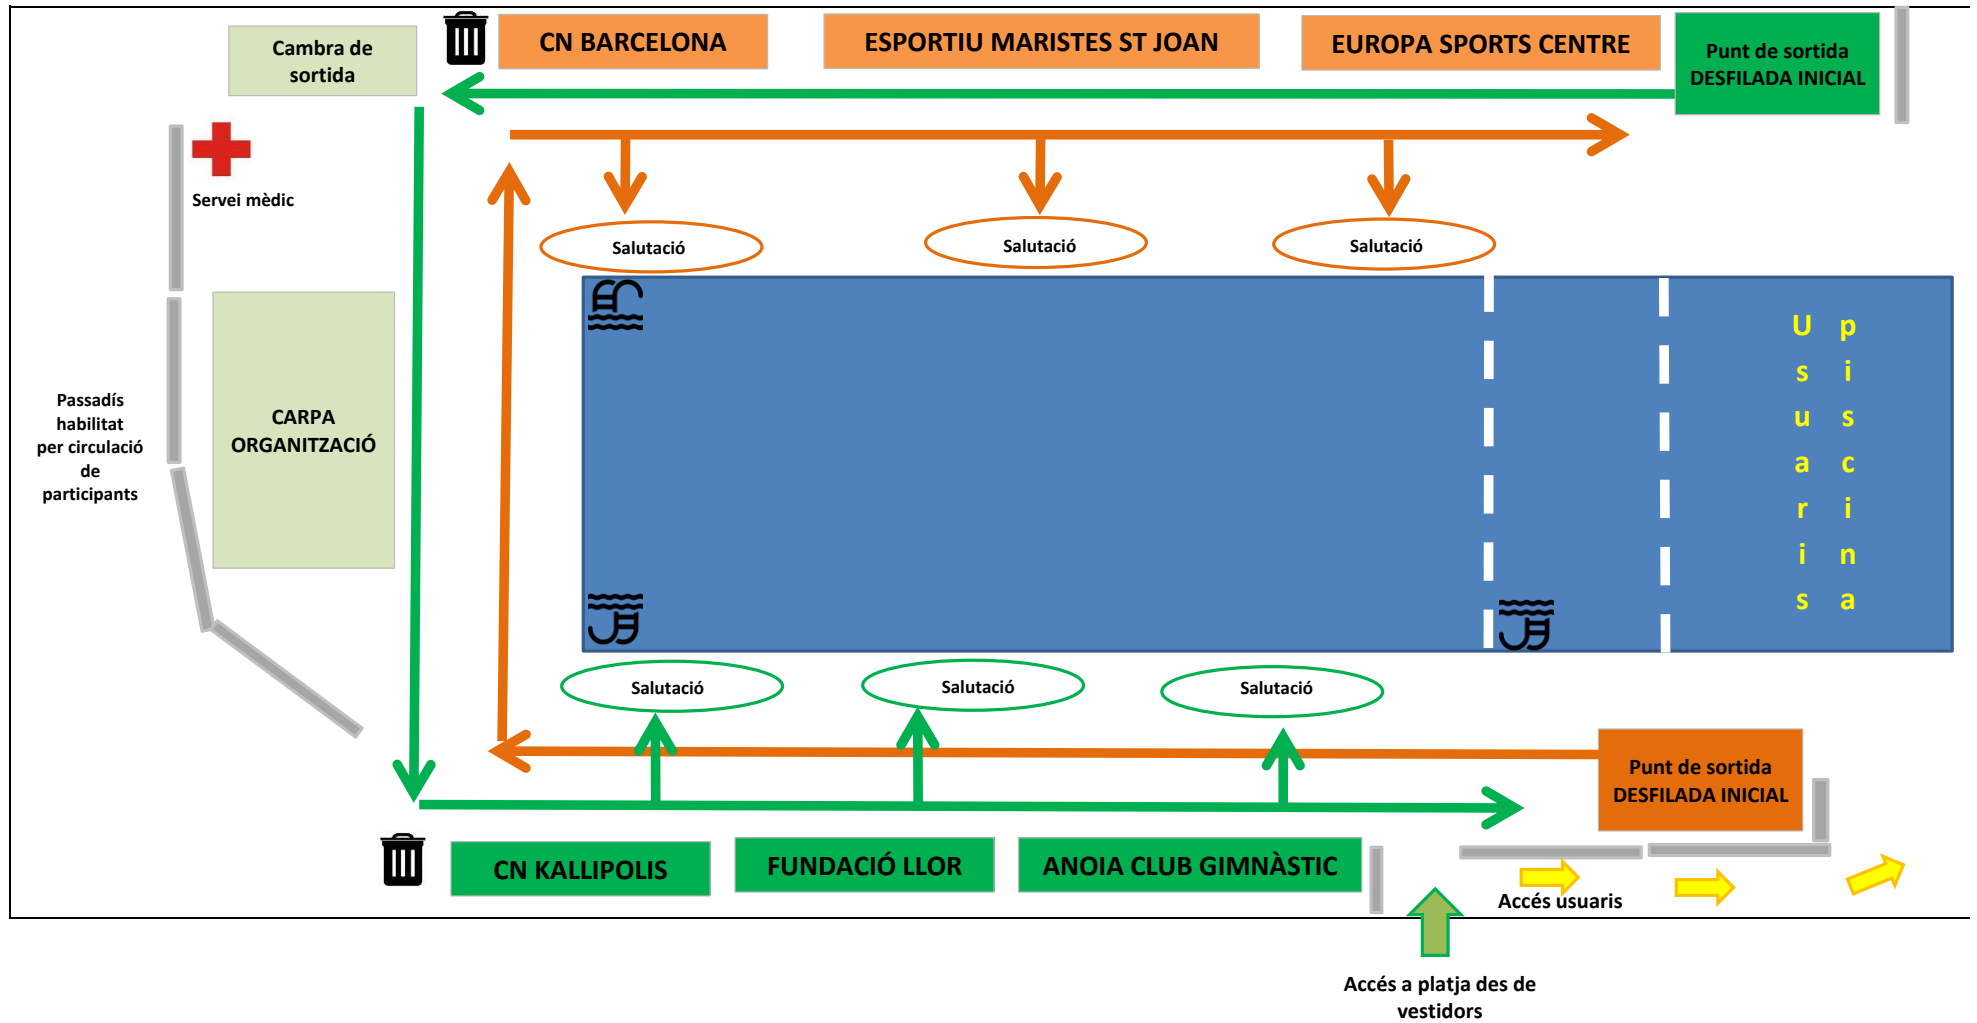 Cambra de
sortida
CN BARCELONA
ESPORTIU MARISTES ST JOAN
EUROPA SPORTS CENTRE
Punt de sortida
DESFILADA INICIAL
Servei mèdic
Salutació
Salutació
Salutació
Passadís
habilitat
per circulació
de
participants
CARPA
ORGANITZACIÓ
Usuaris
piscina
Salutació
Salutació
Salutació
Punt de sortida
DESFILADA INICIAL
CN KALLIPOLIS
FUNDACIÓ LLOR
ANOIA CLUB GIMNÀSTIC
Accés usuaris
Accés a platja des de
vestidors